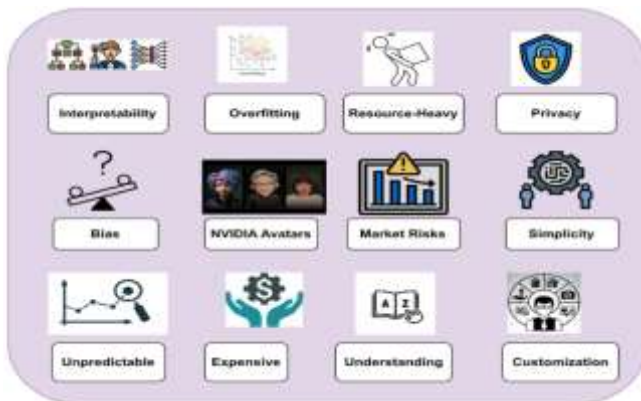 Interpretability
Overfitting
Resource-Heavy
Privacy
?
Bias
NVIDIA Avatars
Market Risks
Simplicity
$
A Z
Unpredictable
Expensive
Understanding
Customization